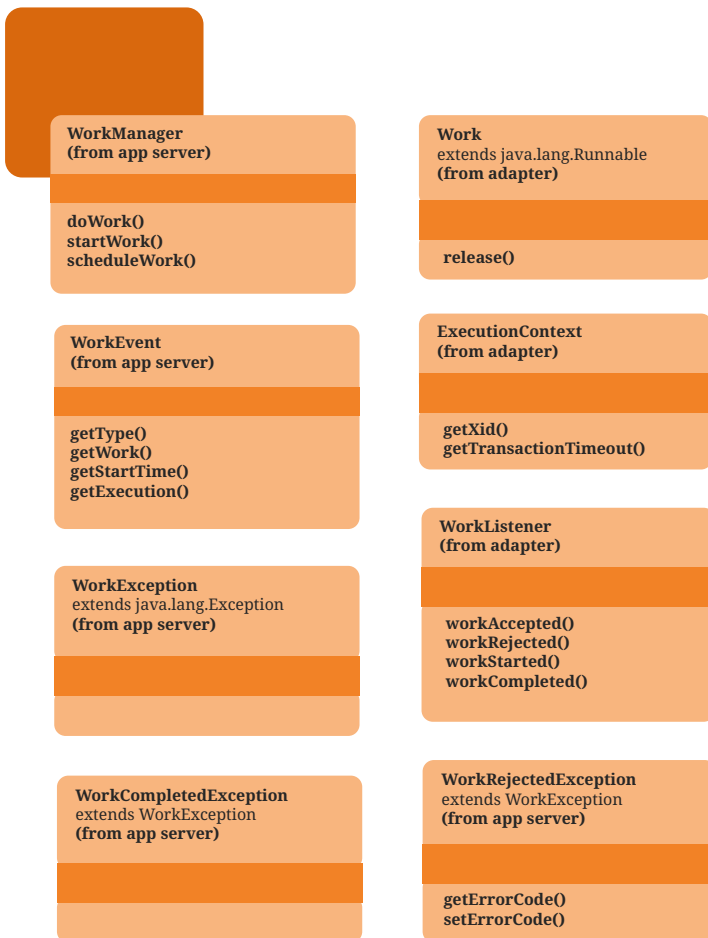 WorkManager
(from app server)
doWork()
startWork()
scheduleWork()
Work
extends java.lang.Runnable
(from adapter)
release()
WorkEvent
(from app server)
getType()
getWork()
getStartTime()
getExecution()
ExecutionContext
(from adapter)
getXid()
getTransactionTimeout()
WorkListener
(from adapter)
workAccepted()
workRejected()
workStarted()
workCompleted()
WorkException
extends java.lang.Exception
(from app server)
WorkCompletedException
extends WorkException
(from app server)
WorkRejectedException
extends WorkException
(from app server)
getErrorCode()
setErrorCode()